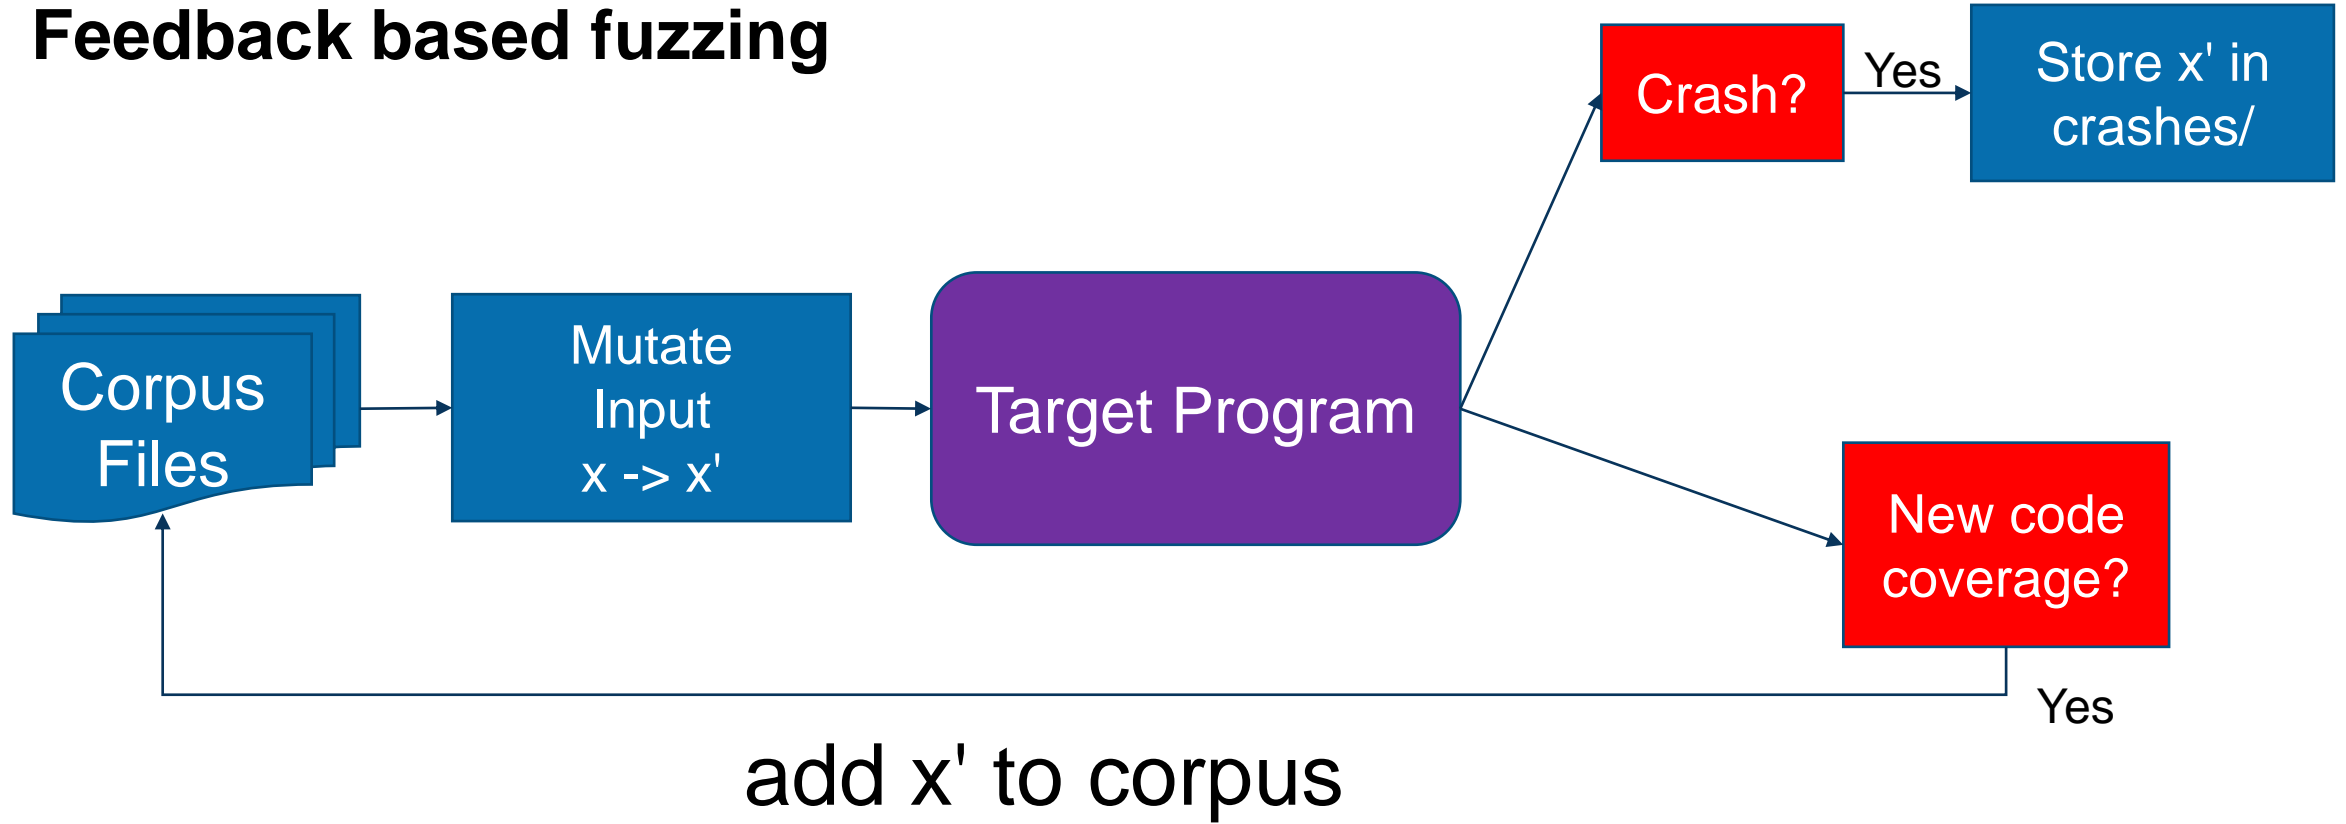 Feedback based fuzzing
Crash?
Yes
Store x' in
crashes/
Corpus
Files
Mutate
Input
x -> x'
Target Program
New code
coverage?
Yes
add x' to corpus